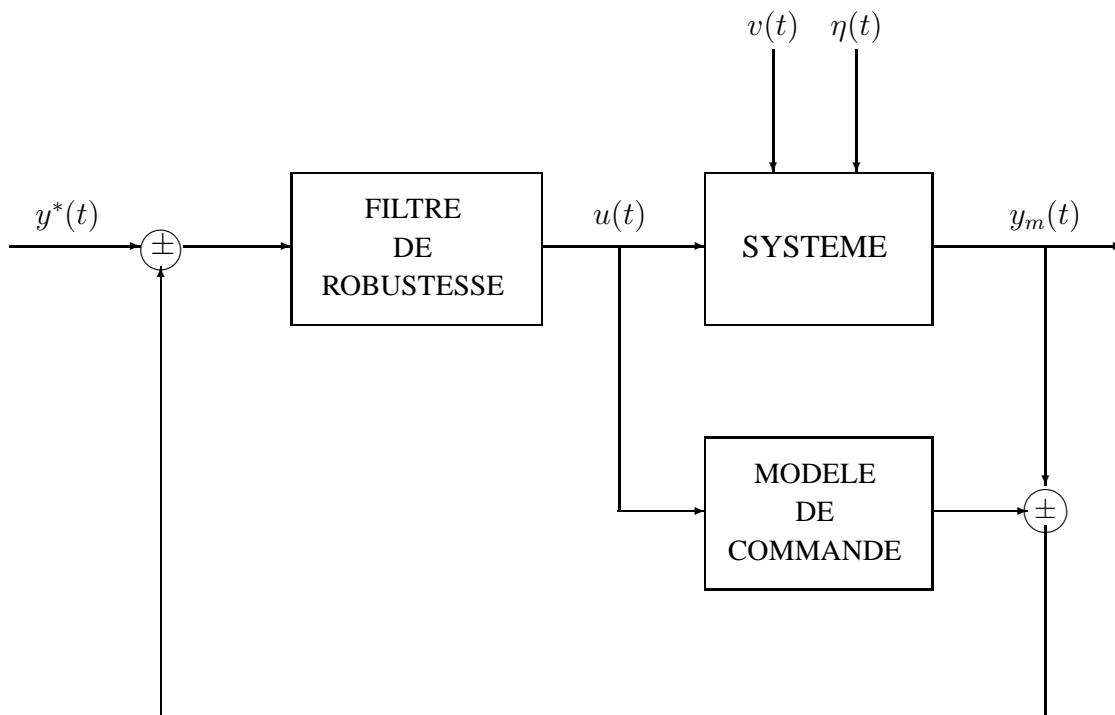 v(t) η(t)
y*(t)
±
FILTRE
DE
ROBUSTESSE
u(t)
SYSTEME
y_m(t)
MODELE
DE
COMMANDE
±